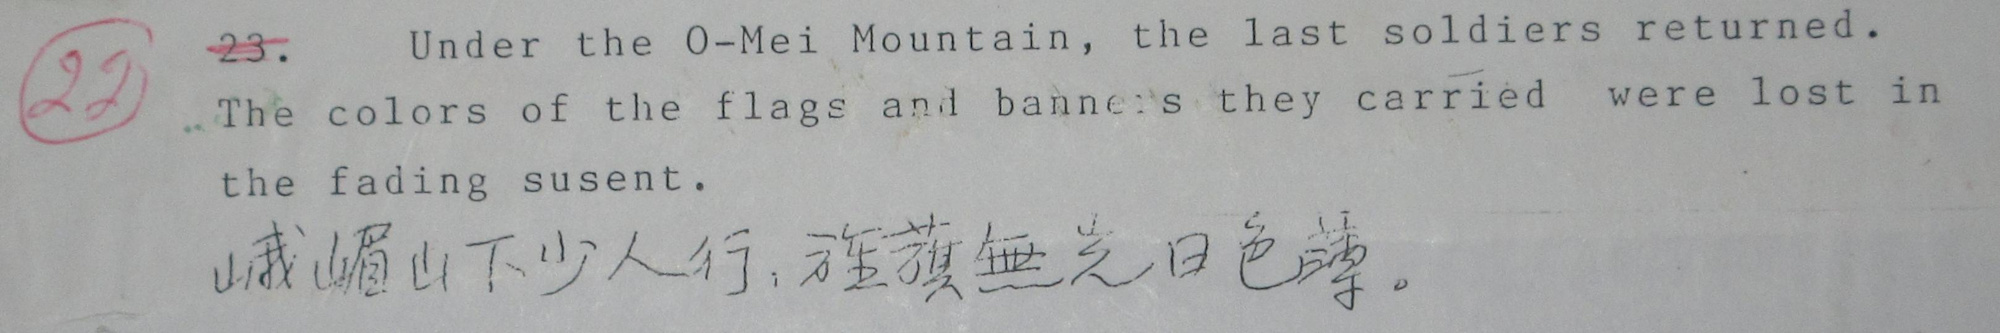 22 23. Under the O-Mei Mountain, the last soldiers returned.
The colors of the flags and banners they carried were lost in
the fading susent.
峨嵋山下少人行，旌旗無光日色薄。